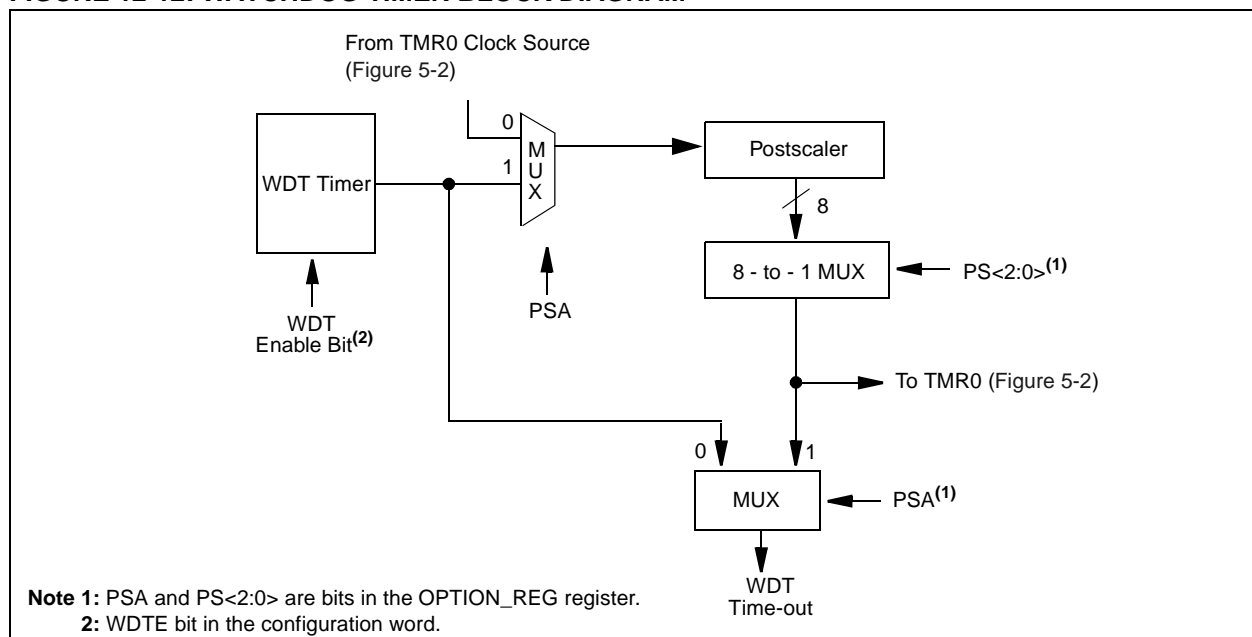 From TMR0 Clock Source
(Figure 5-2)
0
1
M
U
X
WDT Timer
Postscaler
8
8 - to - 1 MUX
PS<2:0>(1)
PSA
WDT
Enable Bit(2)
To TMR0 (Figure 5-2)
0
1
MUX
PSA(1)
WDT
Time-out
Note 1: PSA and PS<2:0> are bits in the OPTION_REG register.
2: WDTE bit in the configuration word.